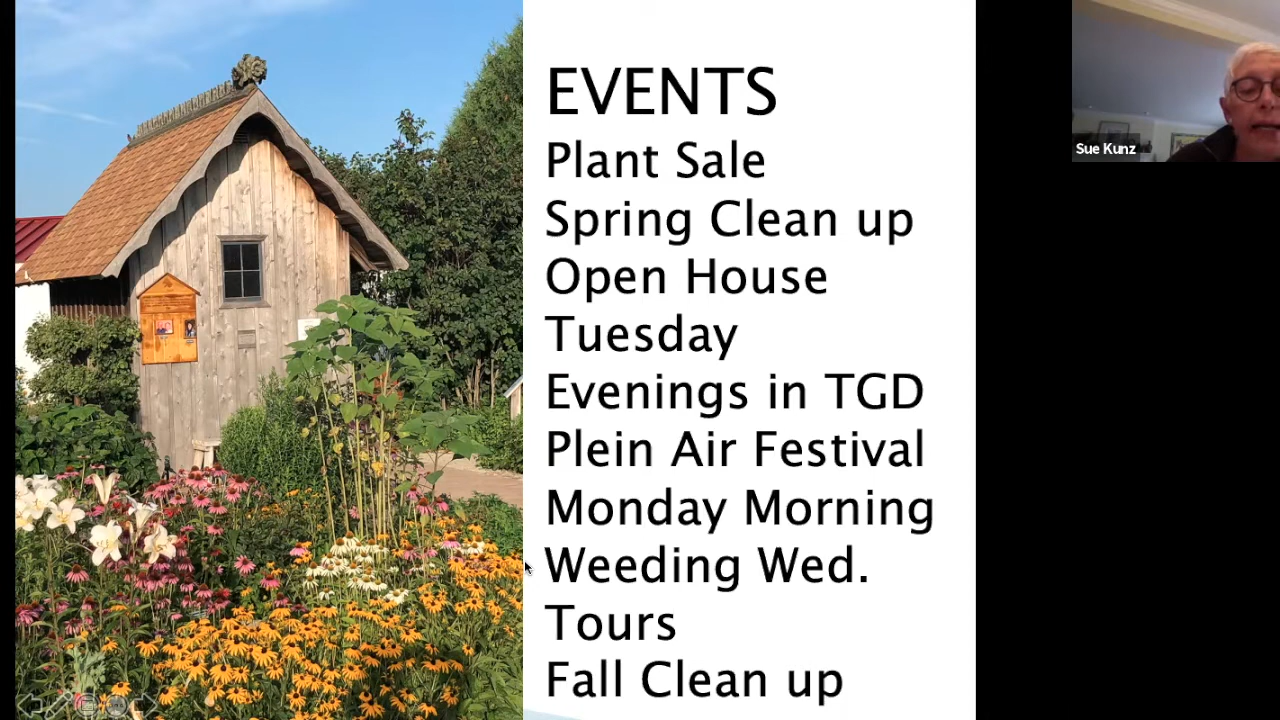 EVENTS
Plant Sale
Spring Clean up
Open House
Tuesday
Evenings in TGD
Plein Air Festival
Monday Morning
Weeding Wed.
Tours
Fall Clean up
Sue Kunz